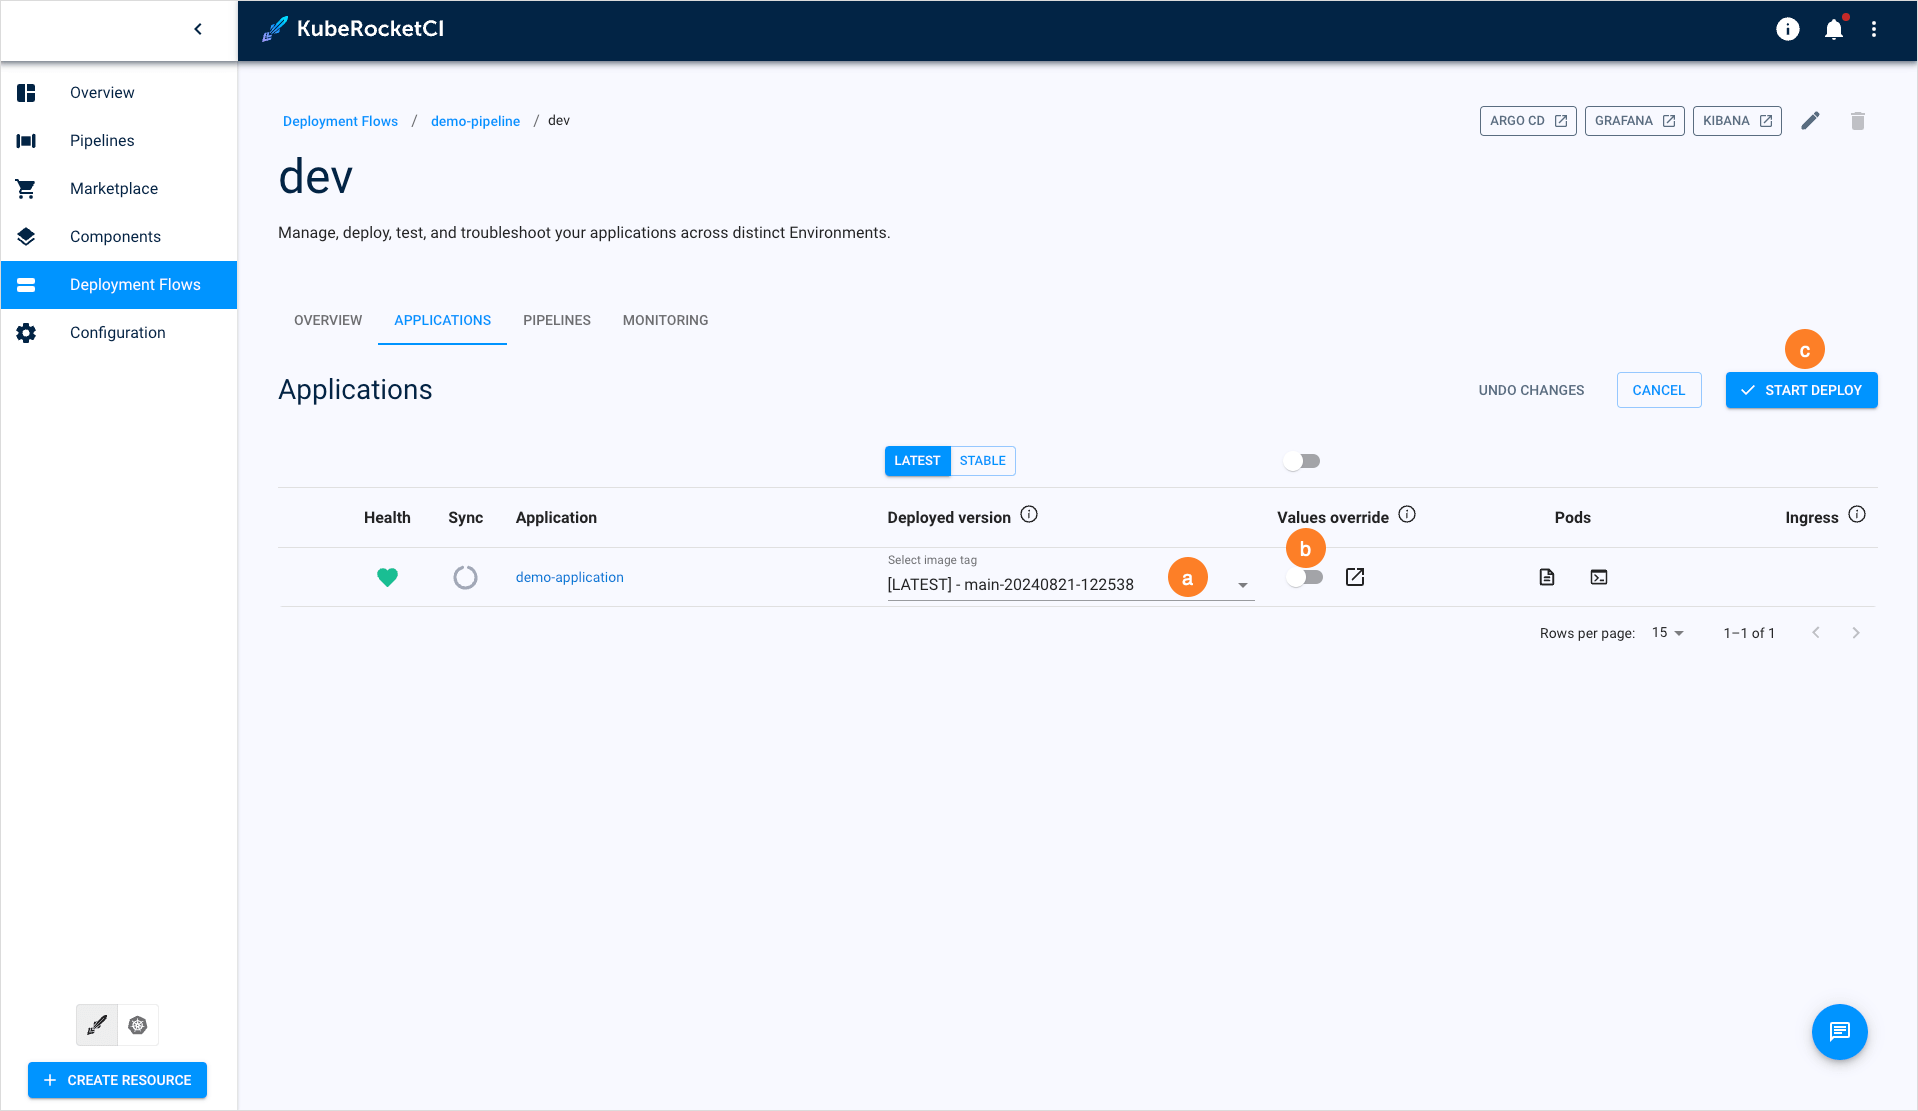 KubeRocketCI
Overview
Pipelines
Marketplace
Components
Deployment Flows
Configuration
CREATE RESOURCE
Deployment Flows / demo-pipeline / dev
ARGO CD
GRAFANA
KIBANA
dev
Manage, deploy, test, and troubleshoot your applications across distinct Environments.
OVERVIEW
APPLICATIONS
PIPELINES
MONITORING
c
Applications
UNDO CHANGES
CANCEL
START DEPLOY
LATEST
STABLE
Health
Sync
Application
Deployed version
Values override
Pods
Ingress
demo-application
Select image tag
[LATEST] - main-20240821-122538
a
b
Rows per page: 15
1–1 of 1